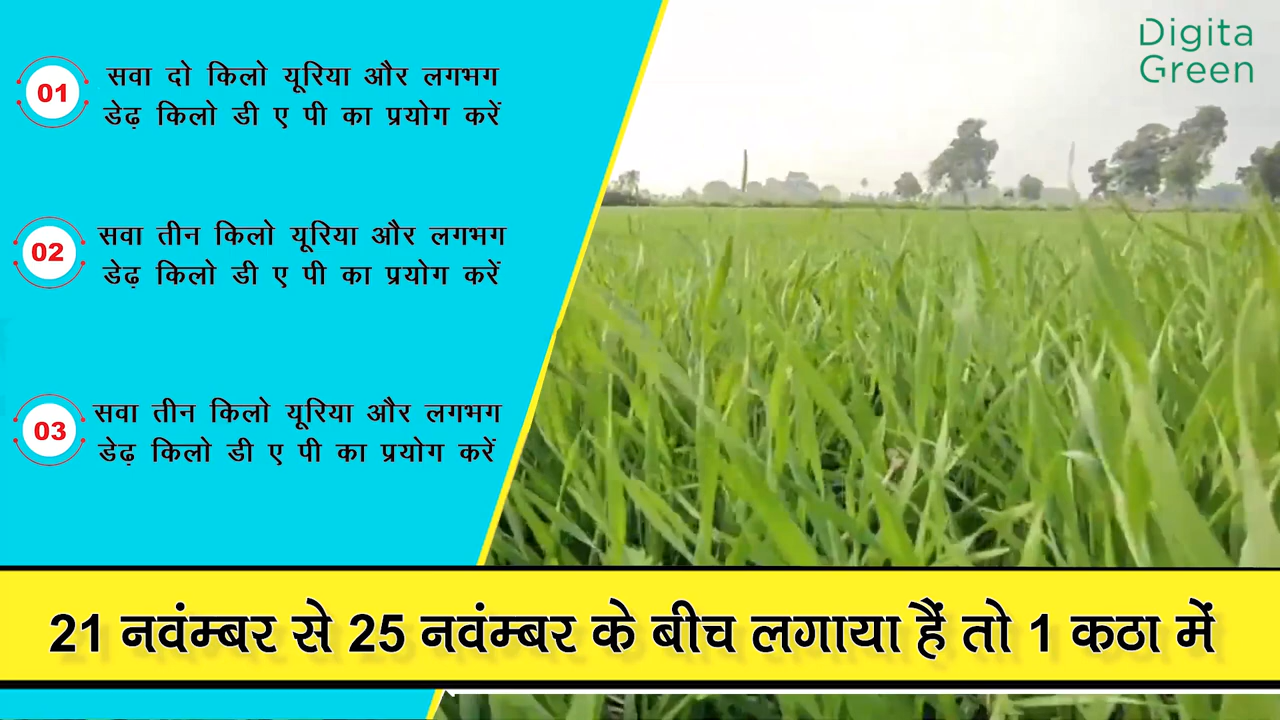 Digita
Green
01
सवा दो किलो यूरिया और लगभग
डेढ़ किलो डी ए पी का प्रयोग करें
02
सवा तीन किलो यूरिया और लगभग
डेढ़ किलो डी ए पी का प्रयोग करें
03
सवा तीन किलो यूरिया और लगभग
डेढ़ किलो डी ए पी का प्रयोग करें
21 नवंम्बर से 25 नवंम्बर के बीच लगाया हैं तो 1 कठा में